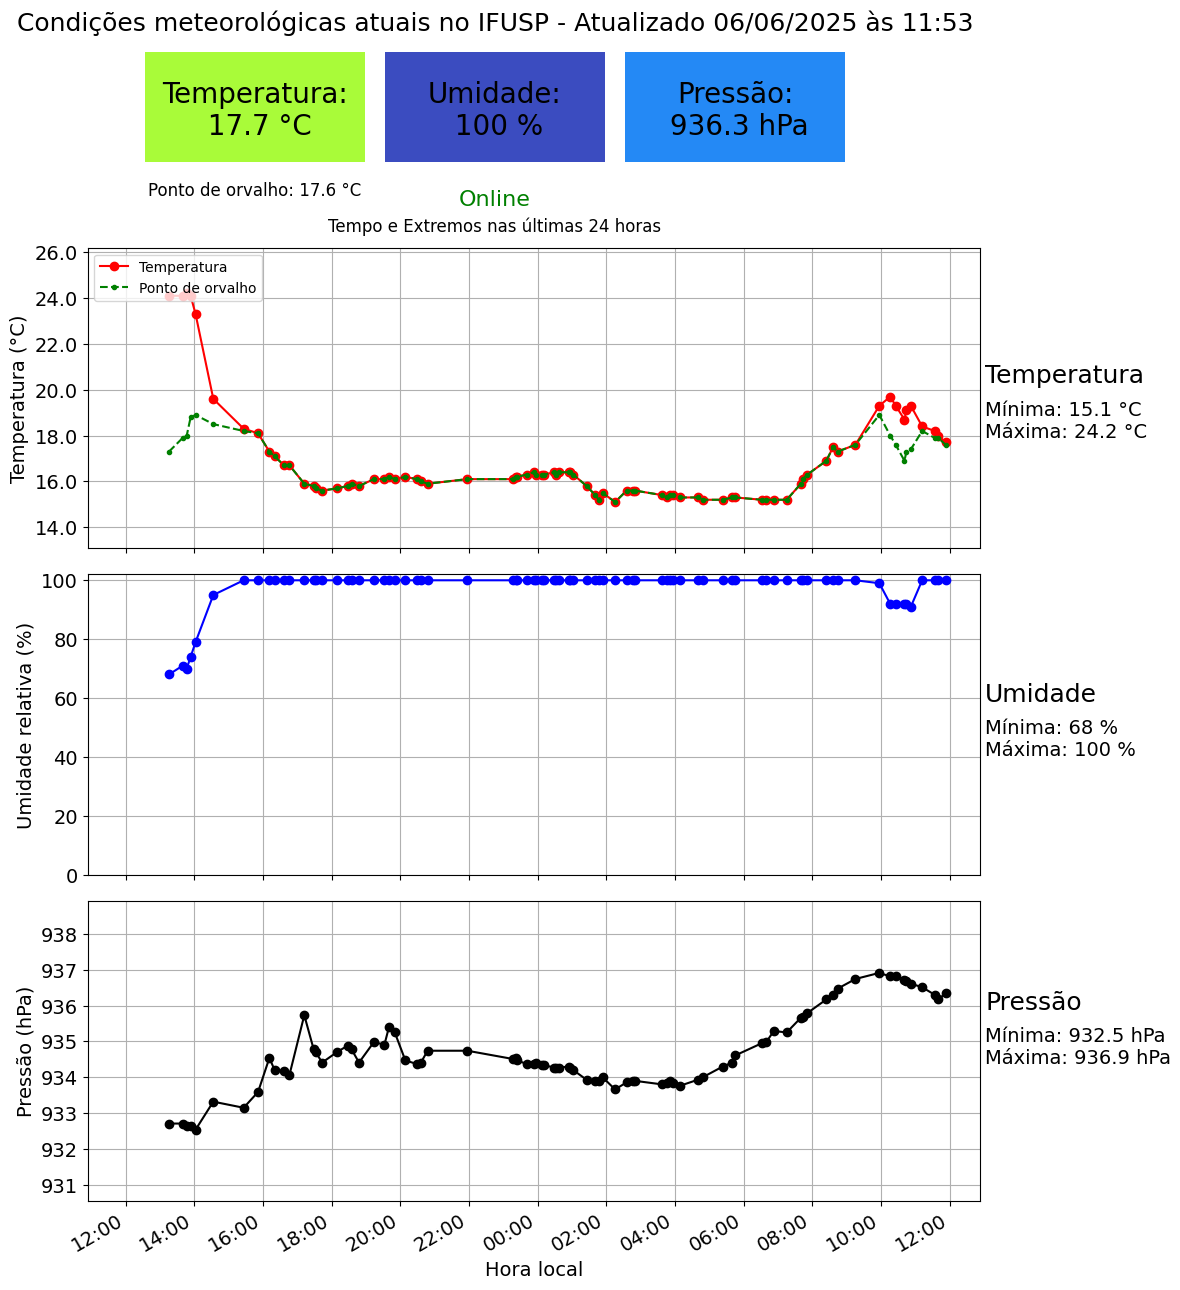 Condições meteorológicas atuais no IFUSP - Atualizado 06/06/2025 às 11:53
Temperatura:
17.7 °C
Umidade:
100 %
Pressão:
936.3 hPa
Ponto de orvalho: 17.6 °C
Online
Tempo e Extremos nas últimas 24 horas
Temperatura (°C)
26.0
24.0
22.0
20.0
18.0
16.0
14.0
Temperatura
Ponto de orvalho
Temperatura
Mínima: 15.1 °C
Máxima: 24.2 °C
Umidade relativa (%)
100
80
60
40
20
0
Umidade
Mínima: 68 %
Máxima: 100 %
Pressão (hPa)
938
937
936
935
934
933
932
931
Pressão
Mínima: 932.5 hPa
Máxima: 936.9 hPa
12:00
14:00
16:00
18:00
20:00
22:00
00:00
02:00
04:00
06:00
08:00
10:00
12:00
Hora local